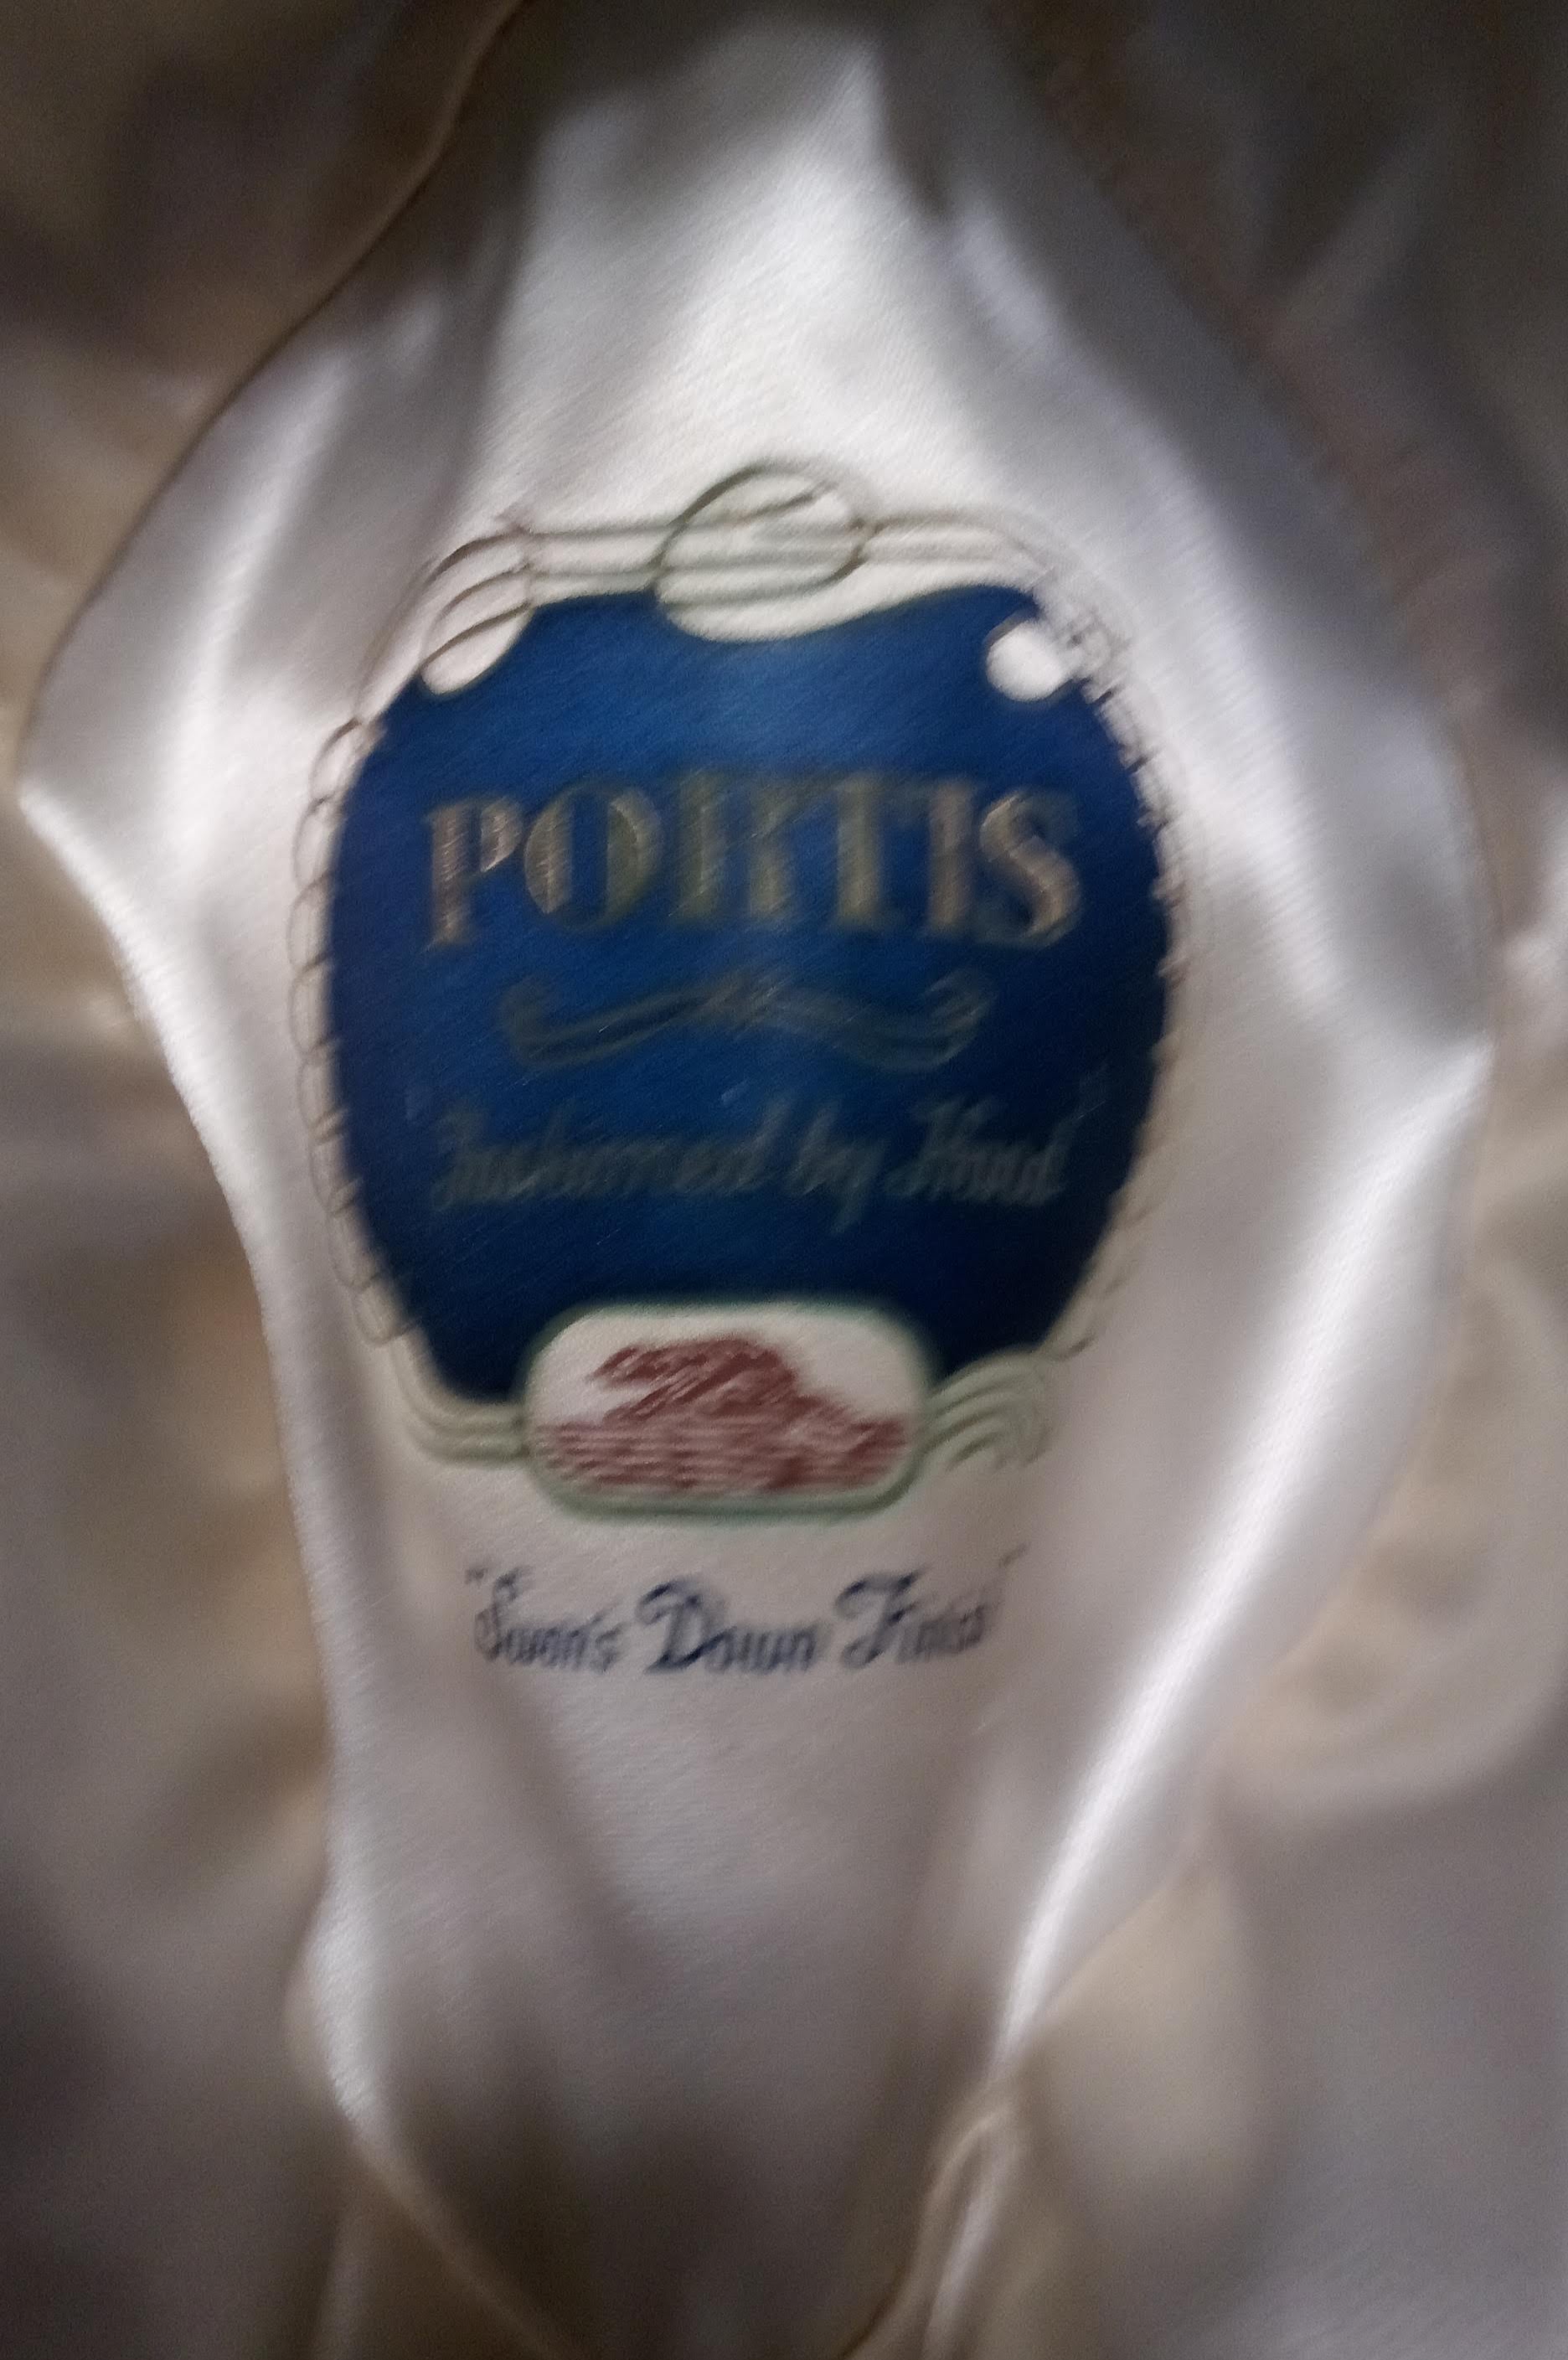 PORTIS
Fashioned by Hand
"Swan's Down Finish"